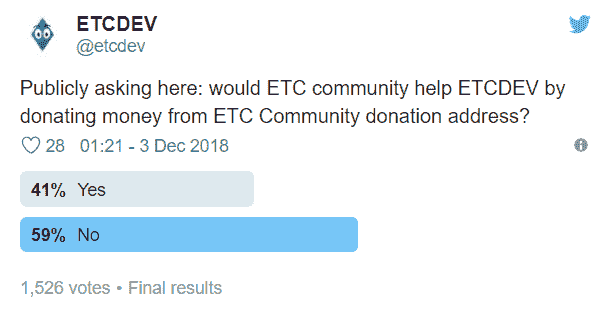 ETCDEV
@etcdev
Publicly asking here: would ETC community help ETCDEV by
donating money from ETC Community donation address?
28 01:21 - 3 Dec 2018
41% Yes
59% No
1,526 votes • Final results